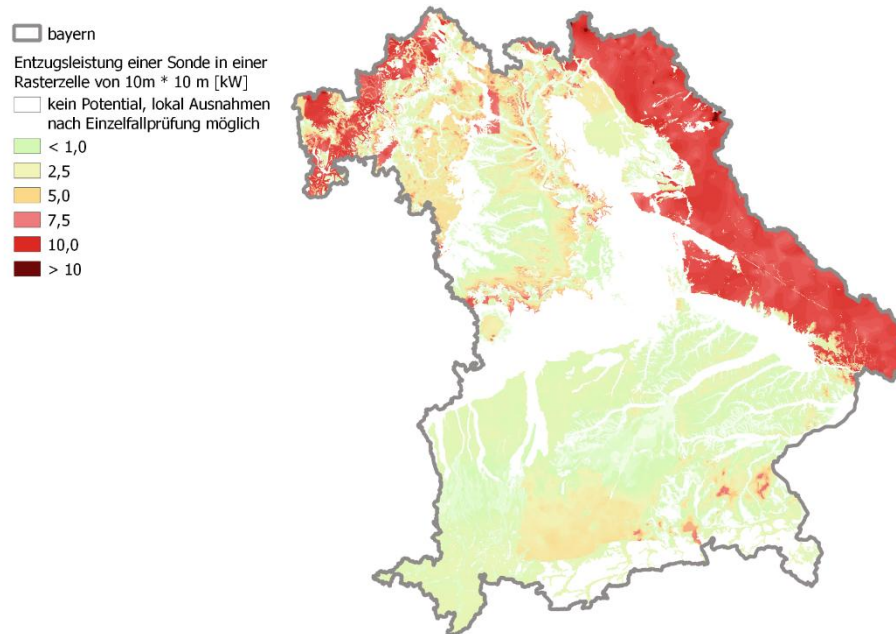 bayern
Entzugsleistung einer Sonde in einer
Rasterzelle von 10m * 10 m [kW]
kein Potential, lokal Ausnahmen
nach Einzelfallprüfung möglich
< 1,0
2,5
5,0
7,5
10,0
> 10